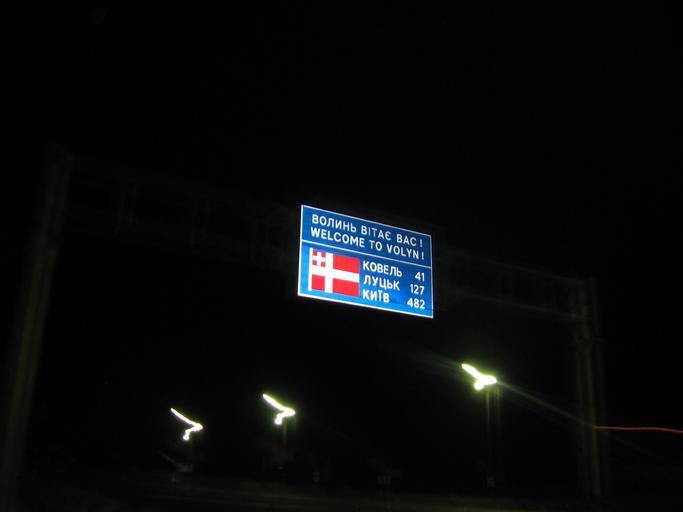 ВОЛИНЬ ВІТАЄ ВАС!
WELCOME TO VOLYN!
КОВЕЛЬ 41
ЛУЦЬК 127
КИЇВ 482